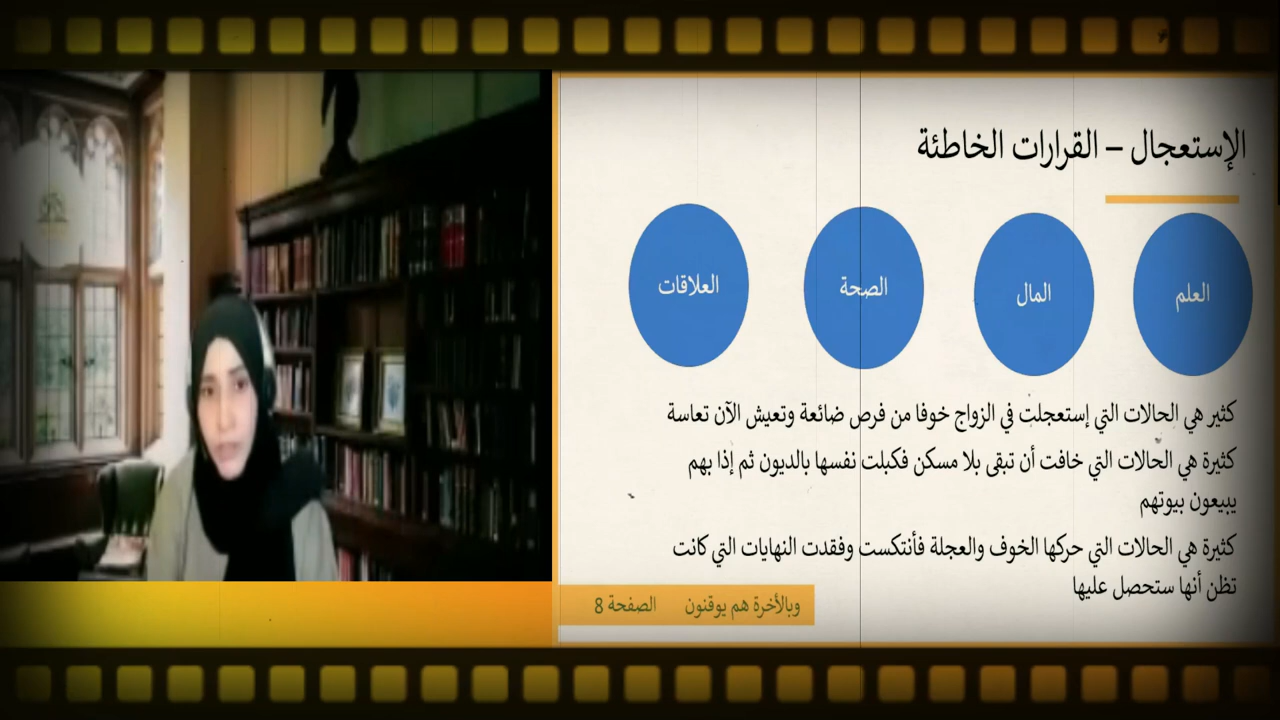 الإستعجال – القرارات الخاطئة
العلم
المال
الصحة
العلاقات
كثير هي الحالات التي إستعجلت في الزواج خوفا من فرص ضائعة وتعيش الآن تعاسة
كثيرة هي الحالات التي خافت أن تبقى بلا مسكن فكبلت نفسها بالديون ثم إذا بهم
يبيعون بيوتهم
كثيرة هي الحالات التي حركها الخوف والعجلة فأنتكست وفقدت النهايات التي كانت
تظن أنها ستحصل عليها
وبالأخرة هم يوقنون الصفحة 8